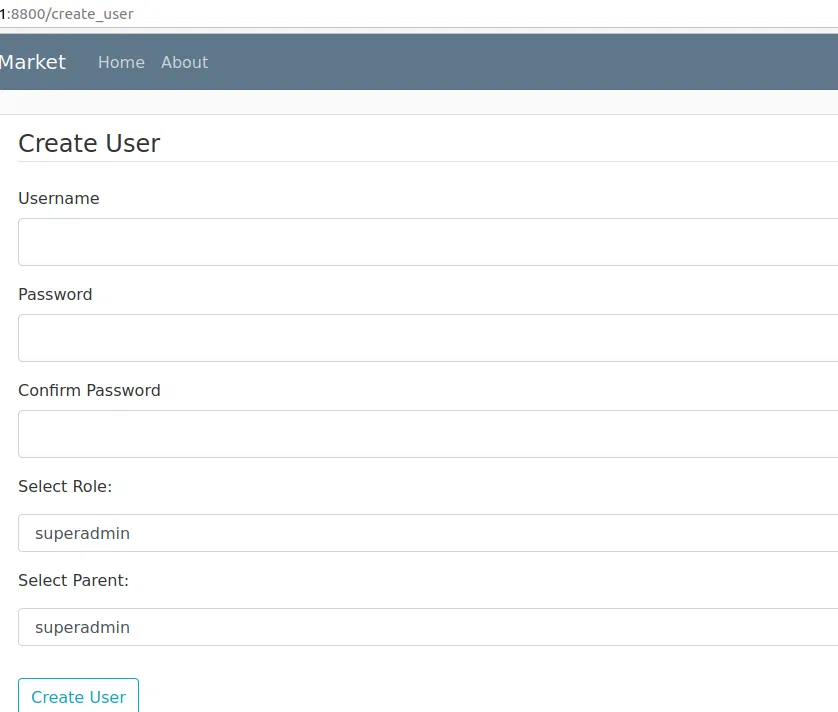 1:8800/create_user
Market Home About
Create User
Username
Password
Confirm Password
Select Role:
superadmin
Select Parent:
superadmin
Create User